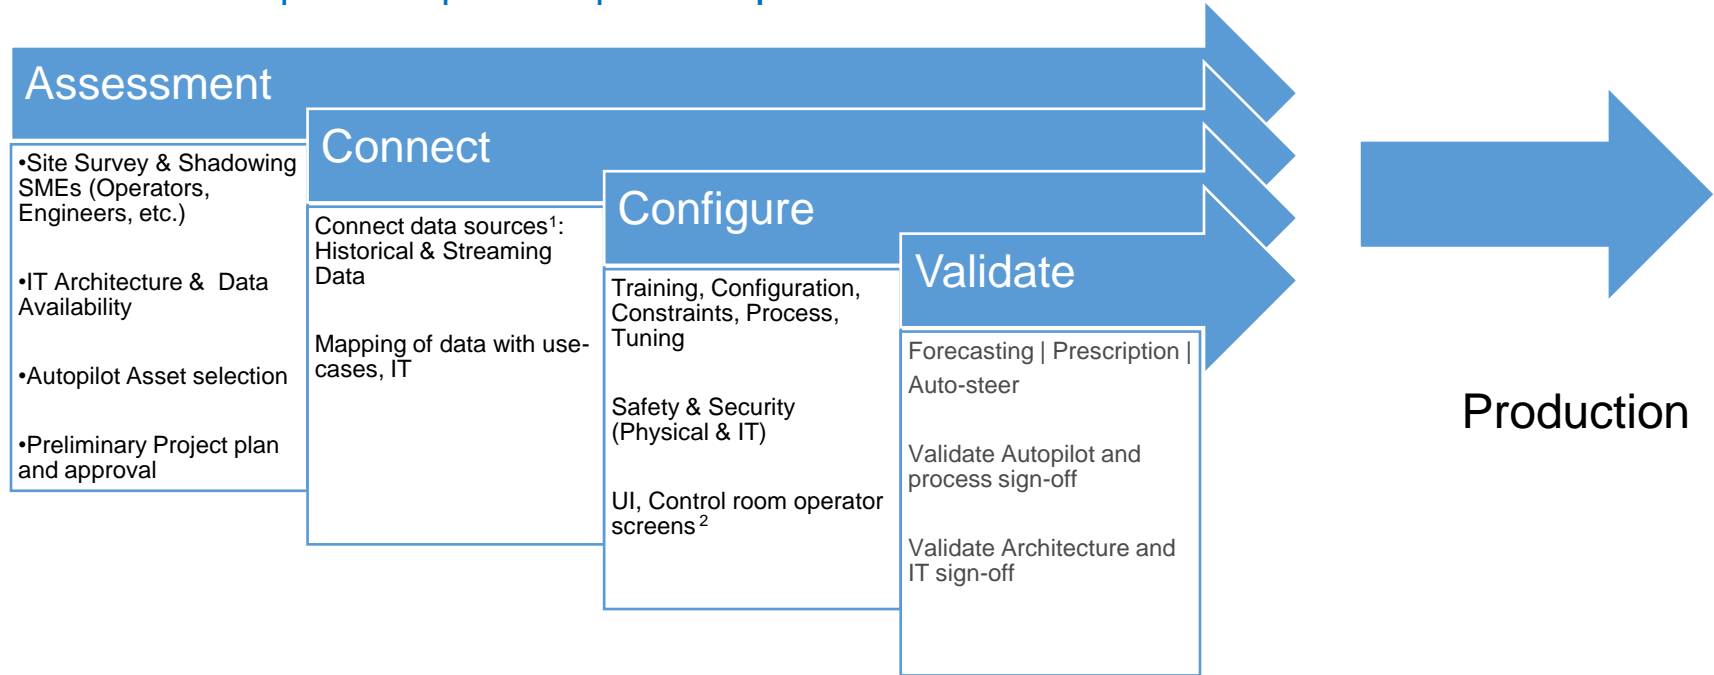 Assessment
•Site Survey & Shadowing
SMEs (Operators,
Engineers, etc.)
•IT Architecture &  Data
Availability
•Autopilot Asset selection
•Preliminary Project plan
and approval
Connect
Connect data sources¹:
Historical & Streaming
Data
Mapping of data with use-
cases, IT
Configure
Training, Configuration,
Constraints, Process,
Tuning
Safety & Security
(Physical & IT)
UI, Control room operator
screens ²
Validate
Forecasting | Prescription |
Auto-steer
Validate Autopilot and
process sign-off
Validate Architecture and
IT sign-off
Production